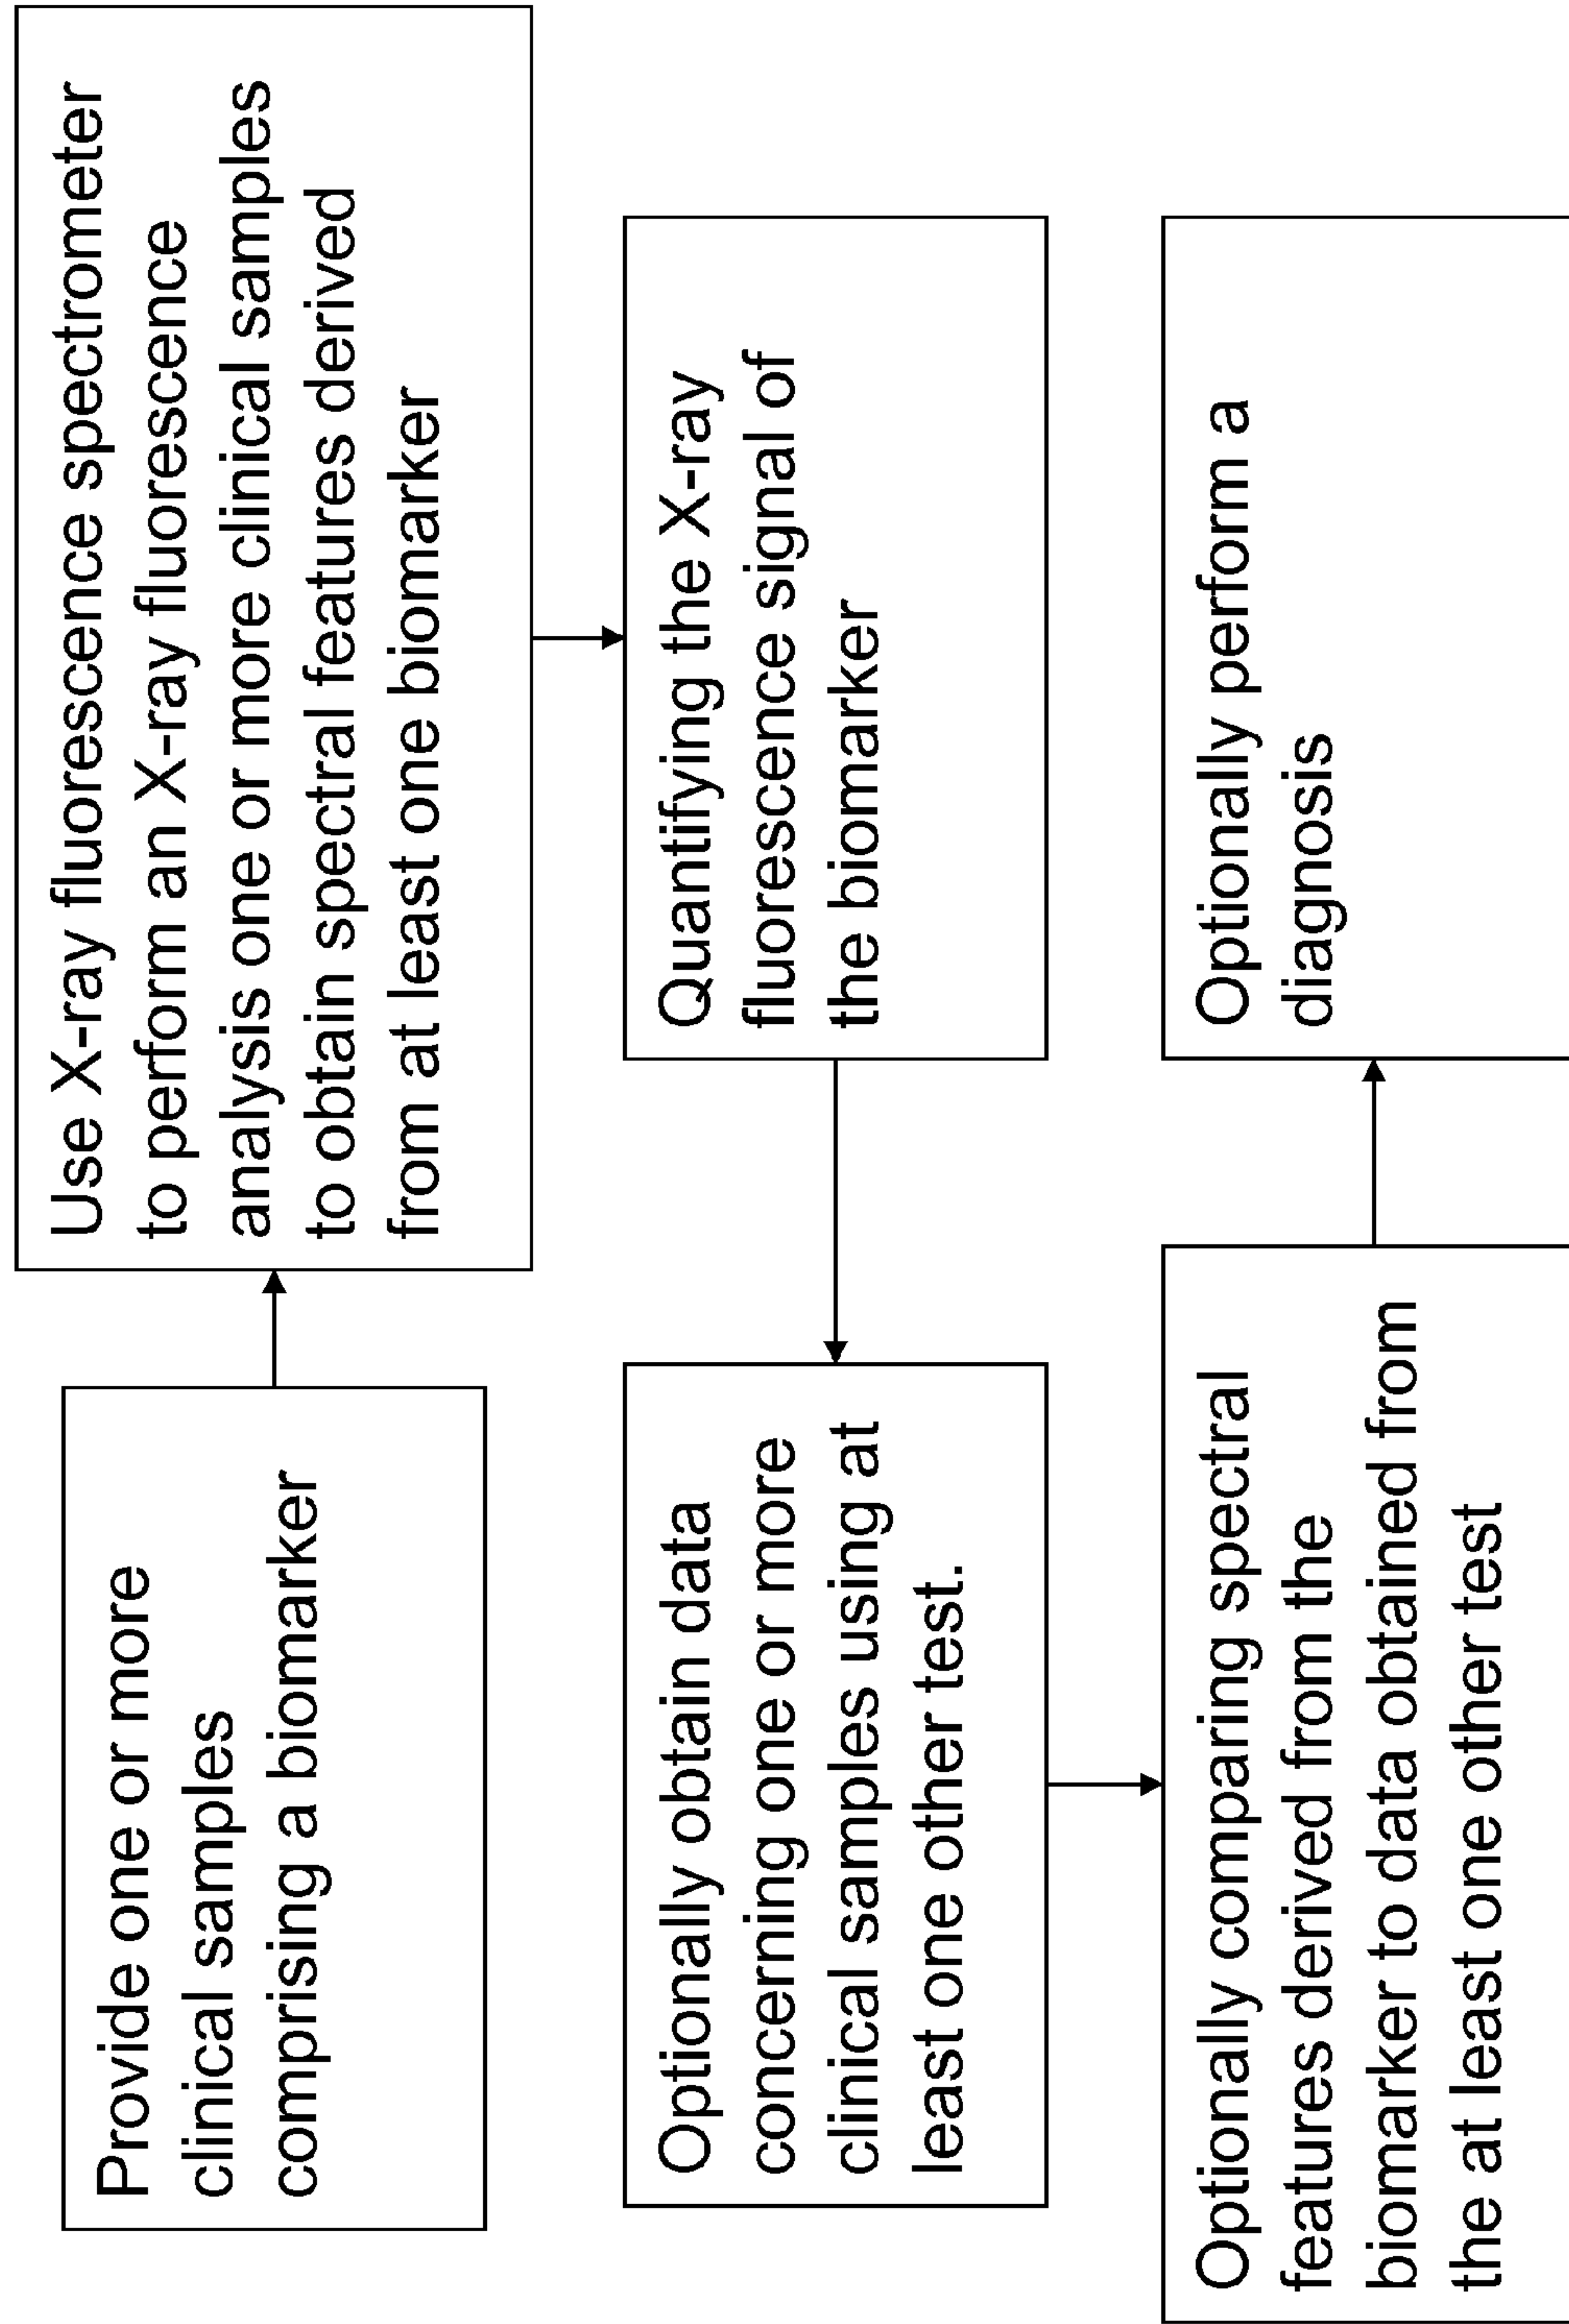 Provide one or more
clinical samples
comprising a biomarker
Use X-ray fluorescence spectrometer
to perform an X-ray fluorescence
analysis one or more clinical samples
to obtain spectral features derived
from at least one biomarker
Quantifying the X-ray
fluorescence signal of
the biomarker
Optionally obtain data
concerning one or more
clinical samples using at
least one other test.
Optionally comparing spectral
features derived from the
biomarker to data obtained from
the at least one other test
Optionally perform a
diagnosis